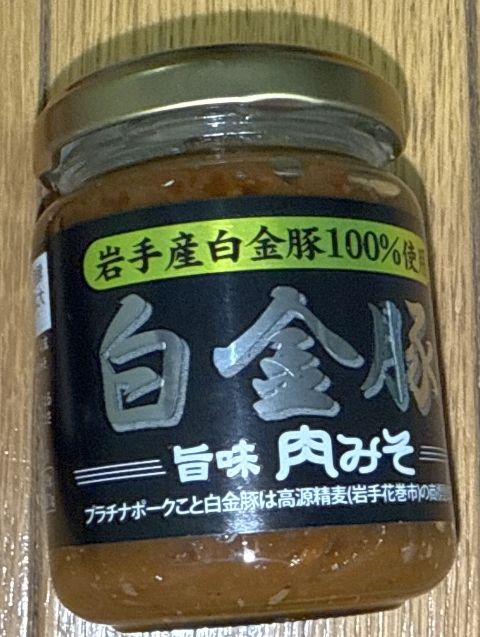 岩手産白金豚100%使用
白金豚
旨味 肉みそ
プラチナポークこと白金豚は高源精麦(岩手花巻市)の